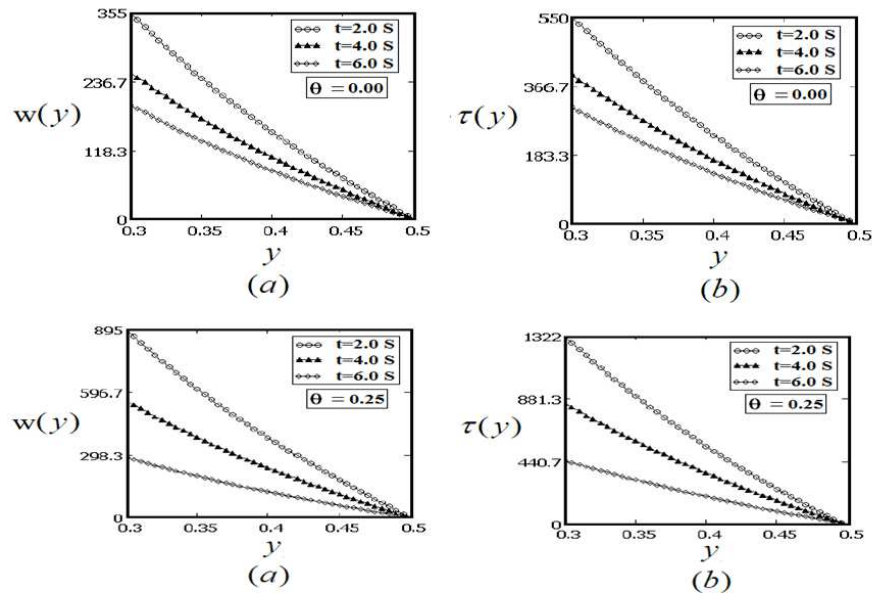 355
236.7
118.3
0
w(y)
t=2.0 S
t=4.0 S
t=6.0 S
Θ = 0.00
0.3 0.35 0.4 0.45 0.5
y
(a)
550
366.7
183.3
0
τ(y)
t=2.0 S
t=4.0 S
t=6.0 S
Θ = 0.00
0.3 0.35 0.4 0.45 0.5
y
(b)
895
596.7
298.3
0
w(y)
t=2.0 S
t=4.0 S
t=6.0 S
Θ = 0.25
0.3 0.35 0.4 0.45 0.5
y
(a)
1322
881.3
440.7
0
τ(y)
t=2.0 S
t=4.0 S
t=6.0 S
Θ = 0.25
0.3 0.35 0.4 0.45 0.5
y
(b)